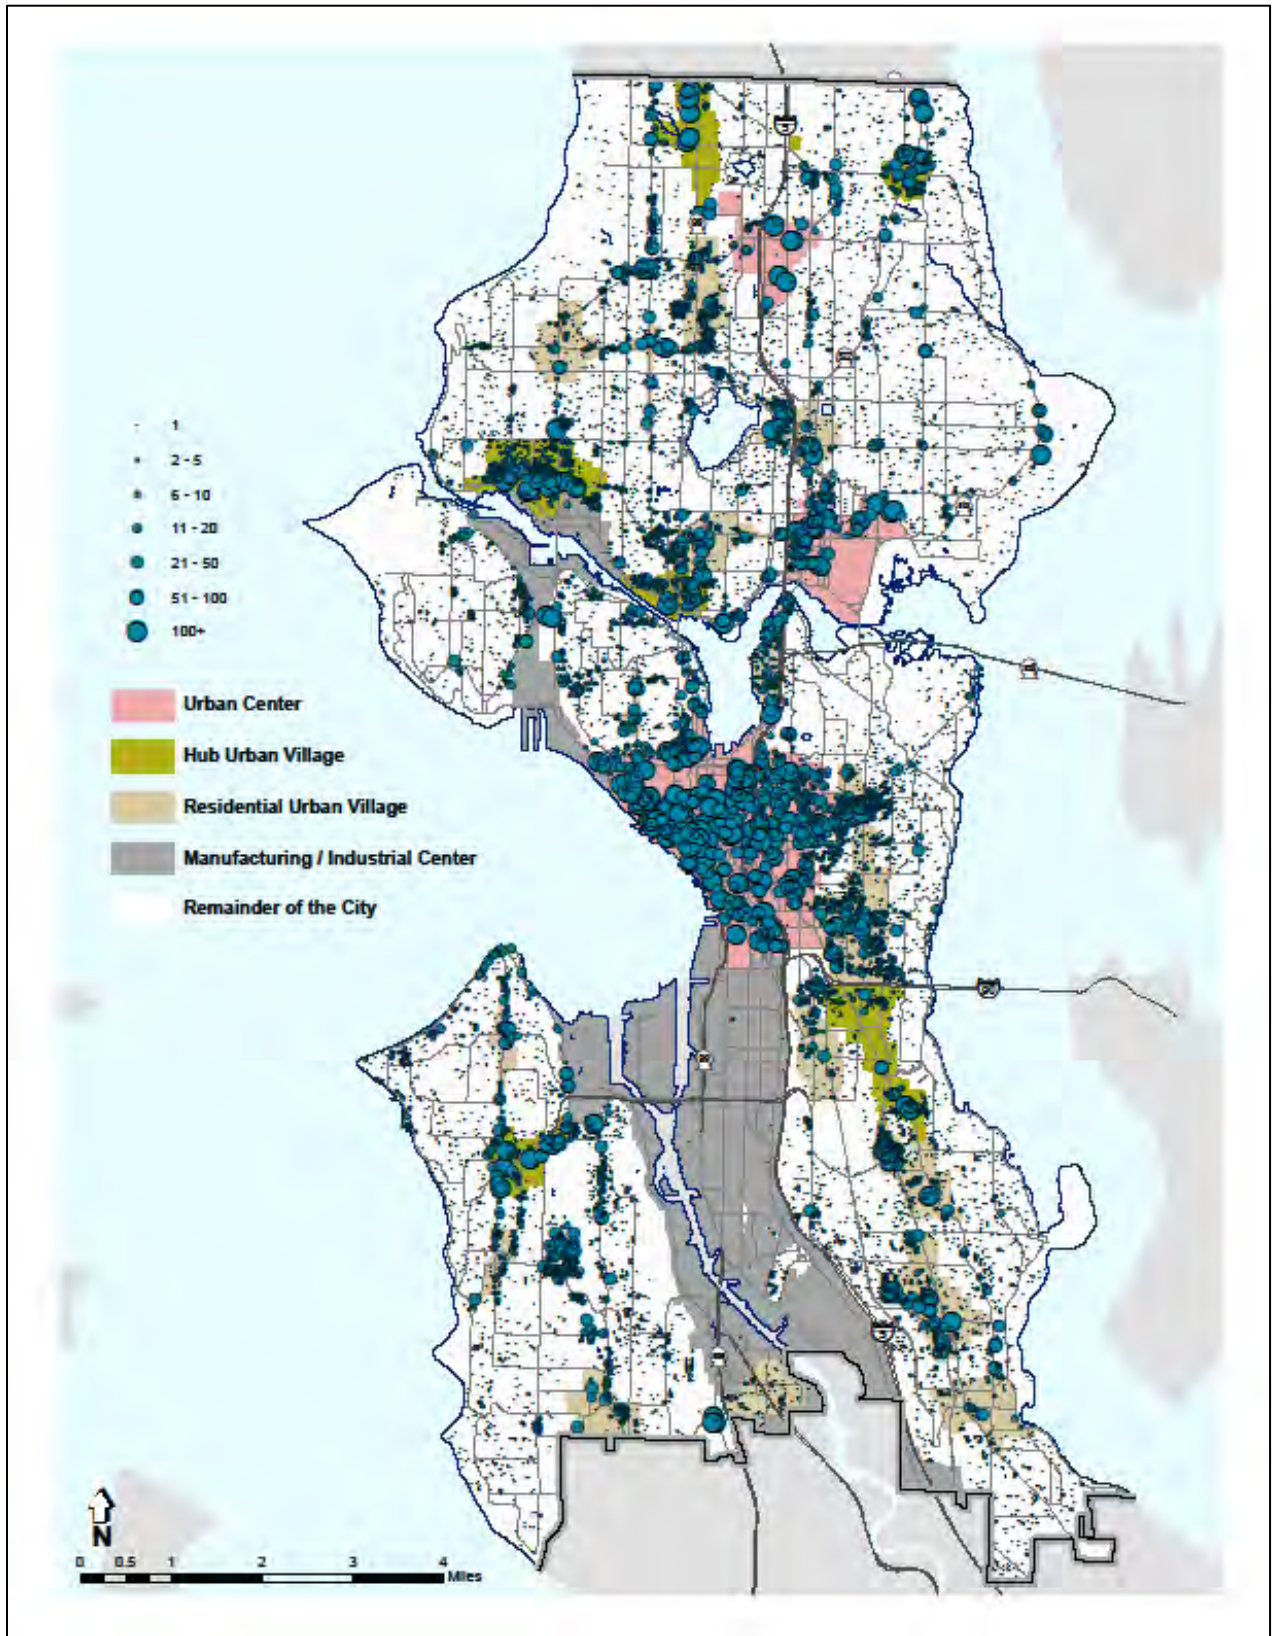 1
2 - 5
6 - 10
11 - 20
21 - 50
51 - 100
100+
Urban Center
Hub Urban Village
Residential Urban Village
Manufacturing / Industrial Center
Remainder of the City
N
0 0.5 1 2 3 4
Miles